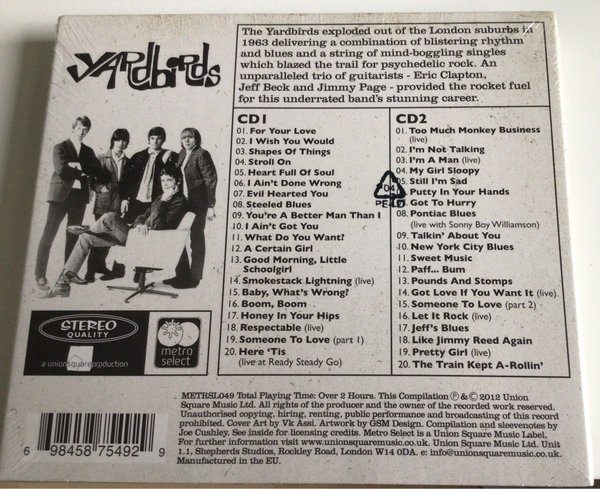 YARDBIRDS
The Yardbirds exploded out of the London suburbs in
1963 delivering a combination of blistering rhythm
and blues and a string of mind-boggling singles
which blazed the trail for psychedelic rock. An
unparalleled trio of guitarists - Eric Clapton,
Jeff Beck and Jimmy Page - provided the rocket fuel
for this underrated band's stunning career.
CD1
01. For Your Love
02. I Wish You Would
03. Shapes Of Things
04. Stroll On
05. Heart Full Of Soul
06. I Ain't Done Wrong
07. Evil Hearted You
08. Steeled Blues
09. You're A Better Man Than I
10. I Ain't Got You
11. What Do You Want?
12. A Certain Girl
13. Good Morning, Little
Schoolgirl
14. Smokestack Lightning (live)
15. Baby, What's Wrong?
16. Boom, Boom
17. Honey In Your Hips
18. Respectable (live)
19. Someone To Love (part 1)
20. Here 'Tis
(live at Ready Steady Go)
CD2
01. Too Much Monkey Business
(live)
02. I'm Not Talking
03. I'm A Man (live)
04. My Girl Sloopy
05. Still I'm Sad
Putty In Your Hands
Got To Hurry
08. Pontiac Blues
(live with Sonny Boy Williamson)
09. Talkin' About You
10. New York City Blues
11. Sweet Music
12. Paff... Bum
13. Pounds And Stomps
14. Got Love If You Want It (live)
15. Someone To Love (part 2)
16. Let It Rock (live)
17. Jeff's Blues
18. Like Jimmy Reed Again
19. Pretty Girl (live)
20. The Train Kept A-Rollin'
04
STEREO
QUALITY
a unionsquareproduction
metro
select
METRSL049 Total Playing Time: Over 2 Hours. This Compilation Ⓟ & © 2012 Union
Square Music Ltd. All rights of the producer and the owner of the recorded work reserved.
Unauthorised copying, hiring, renting, public performance and broadcasting of this record
prohibited. Cover Art by Vk Assi. Artwork by GSM Design. Compilation and sleevenotes by
Joe Cushley. See inside for licensing credits. Metro Select is a Union Square Music Label.
For further information visit www.unionsquaremusic.co.uk. Union Square Music Ltd. Unit
1.1, Shepherds Studios, Rockley Road, London W14 0DA. e: info@unionsquaremusic.co.uk.
Manufactured in the EU.
6 98458 75492 9